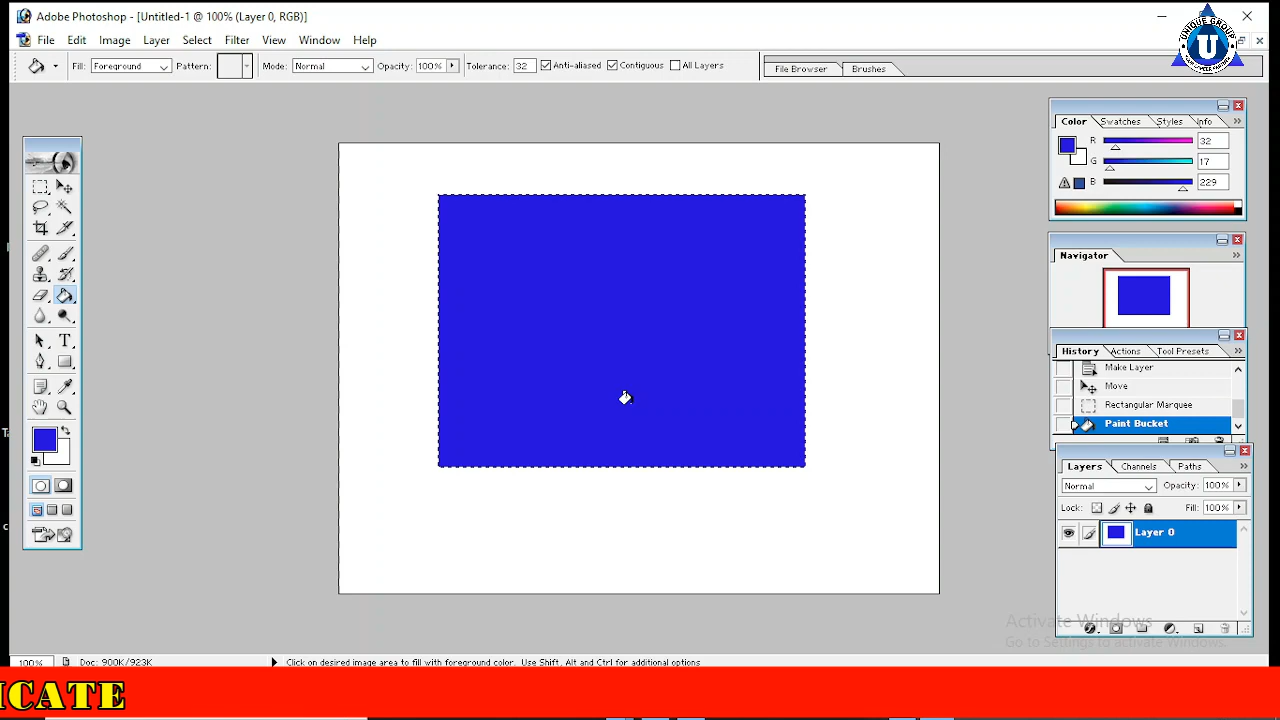 Adobe Photoshop - [Untitled-1 @ 100% (Layer 0, RGB)]
File Edit Image Layer Select Filter View Window Help
Fill: Foreground Pattern: Mode: Normal Opacity: 100% Tolerance: 32 Anti-aliased Contiguous All Layers File Browser Brushes
UNIQUE GROUP
U
Color Swatches Styles Info
R 32
G 17
B 229
Navigator
History Actions Tool Presets
Make Layer
Move
Rectangular Marquee
Paint Bucket
Layers Channels Paths
Normal Opacity: 100%
Lock: Fill: 100%
Layer 0
Activate Windows
Go to Settings to activate Windows.
100% Doc: 900K/923K Click on desired image area to fill with foreground color. Use Shift, Alt and Ctrl for additional options
ICATE